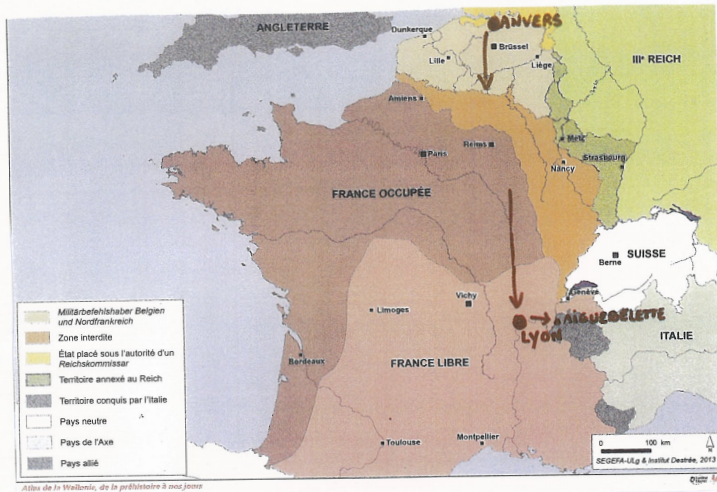 ANGLETERRE
Dunkerque
ANVERS
Brüssel
Lille
Liège
IIIᵉ REICH
Amiens
Reims
Metz
Paris
Strasbourg
Nancy
FRANCE OCCUPÉE
SUISSE
Berne
Genève
Vichy
Limoges
LYON
AIGUEBELETTE
ITALIE
Bordeaux
FRANCE LIBRE
Toulouse
Montpellier
Militärbefehlshaber Belgien
und Nordfrankreich
Zone interdite
État placé sous l'autorité d'un
Reichskommissar
Territoire annexé au Reich
Territoire conquis par l'Italie
Pays neutre
Pays de l'Axe
Pays allié
0 100 km
N
SEGEFA-ULg & Institut Destrée, 2013
Atlas de la Wallonie, de la préhistoire à nos jours